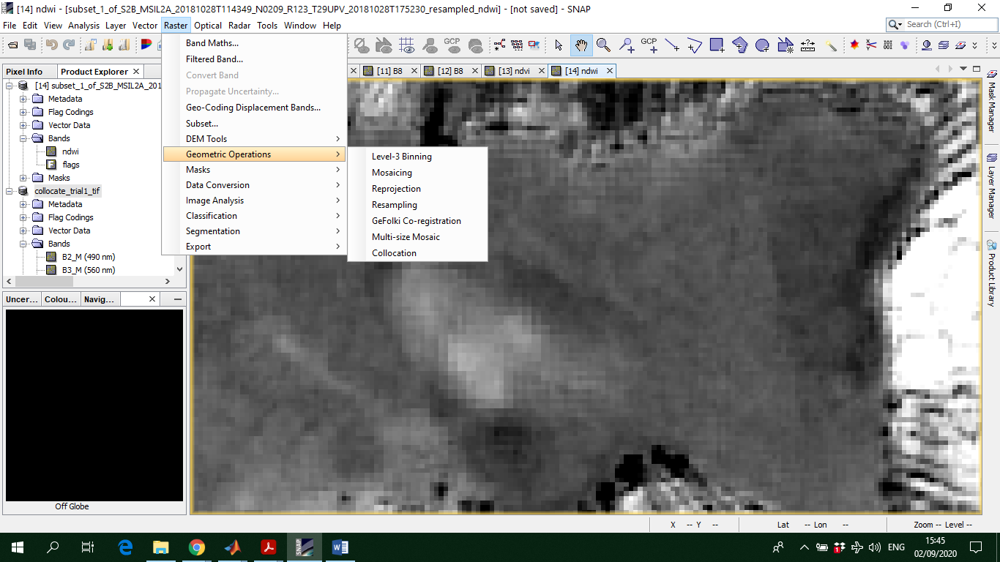 [14] ndwi - [subset_1_of_S2B_MSIL2A_20181028T114349_N0209_R123_T29UPV_20181028T175230_resampled_ndwi] - [not saved] - SNAP
File Edit View Analysis Layer Vector Raster Optical Radar Tools Window Help
Search (Ctrl+I)
GCP GCP
Pixel Info Product Explorer
[11] B8 [12] B8 [13] ndvi [14] ndwi
[14] subset_1_of_S2B_MSIL2A_201
Metadata
Flag Codings
Vector Data
Bands
ndwi
flags
Masks
collocate_trial1_tif
Metadata
Flag Codings
Vector Data
Bands
B2_M (490 nm)
B3_M (560 nm)
Band Maths...
Filtered Band...
Convert Band
Propagate Uncertainty...
Geo-Coding Displacement Bands...
Subset...
DEM Tools
Geometric Operations
Masks
Data Conversion
Image Analysis
Classification
Segmentation
Export
Level-3 Binning
Mosaicing
Reprojection
Resampling
GeFolki Co-registration
Multi-size Mosaic
Collocation
Mask Manager
Layer Manager
Product Library
Uncer... Colou... Navig...
Off Globe
X -- Y -- Lat -- Lon -- Zoom -- Level --
SNAP
ENG
15:45
02/09/2020